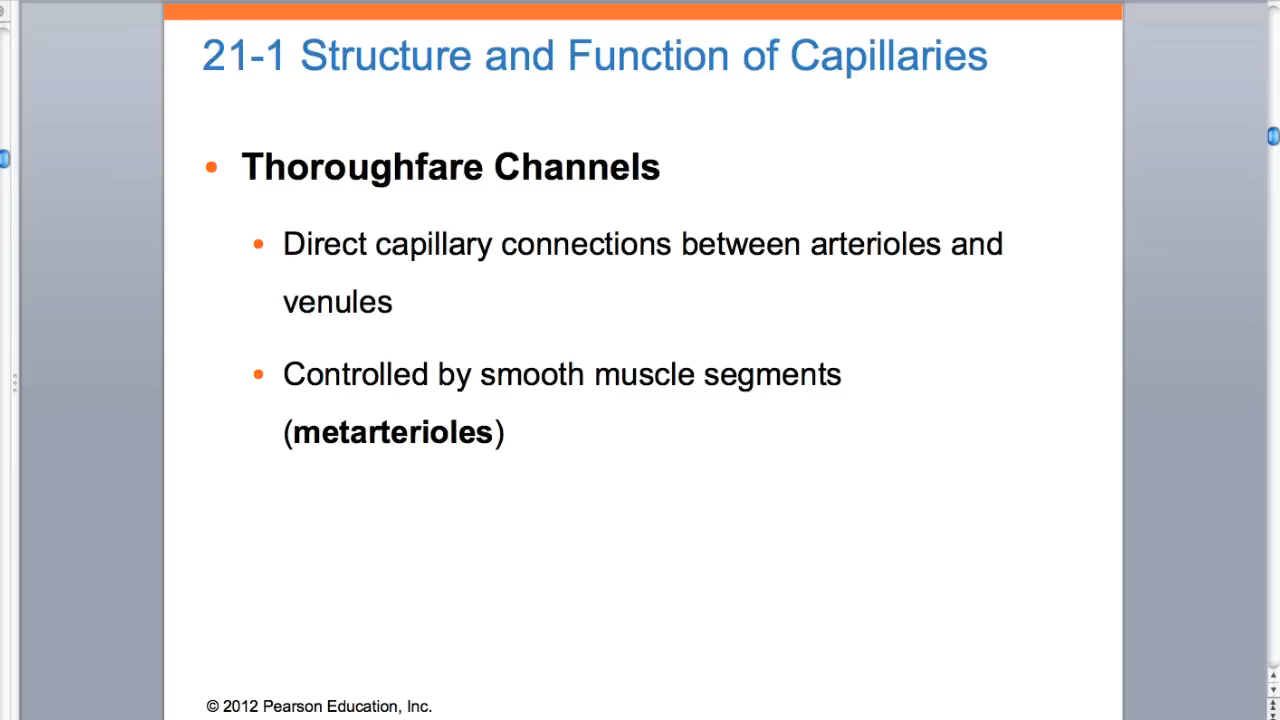 21-1 Structure and Function of Capillaries
• Thoroughfare Channels
• Direct capillary connections between arterioles and
venules
• Controlled by smooth muscle segments
(metarterioles)
© 2012 Pearson Education, Inc.